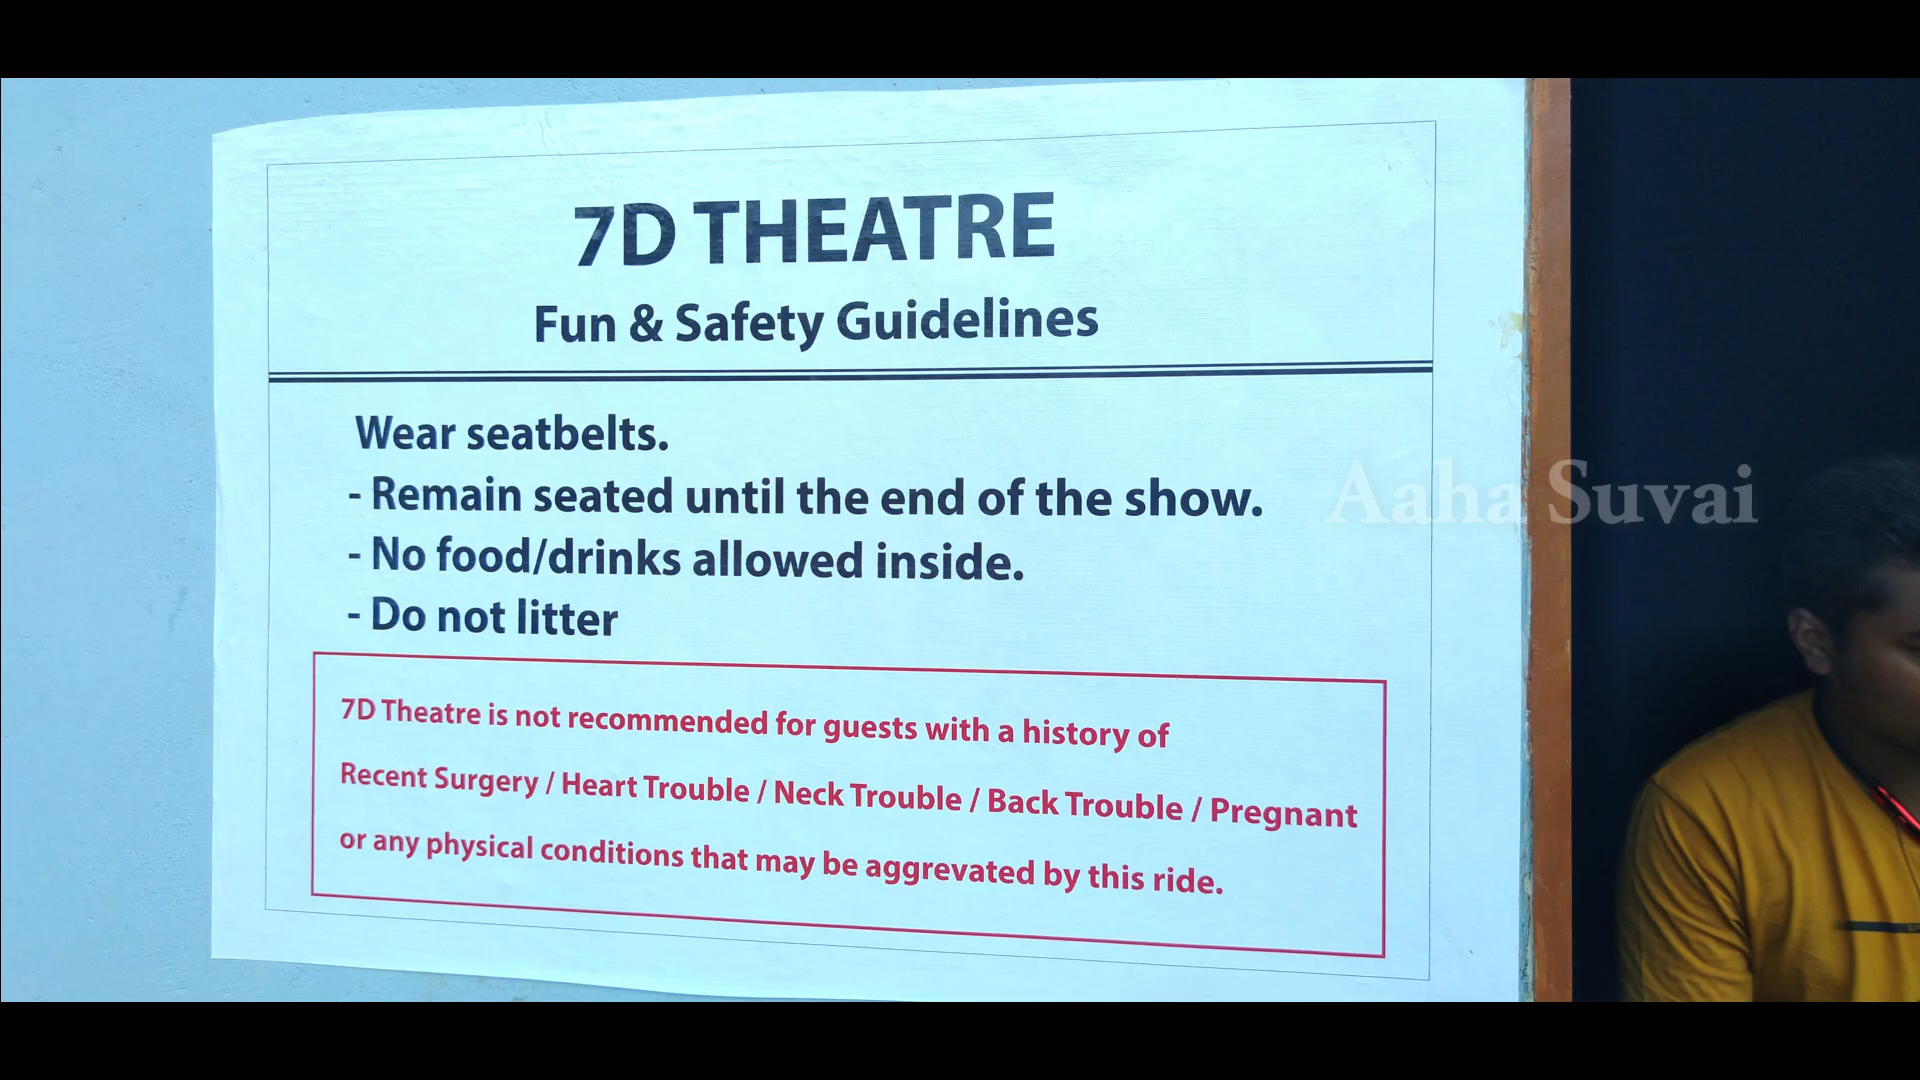 7D THEATRE
Fun & Safety Guidelines
Wear seatbelts.
- Remain seated until the end of the show.
- No food/drinks allowed inside.
- Do not litter
7D Theatre is not recommended for guests with a history of
Recent Surgery / Heart Trouble / Neck Trouble / Back Trouble / Pregnant
or any physical conditions that may be aggrevated by this ride.
Aaha Suvai